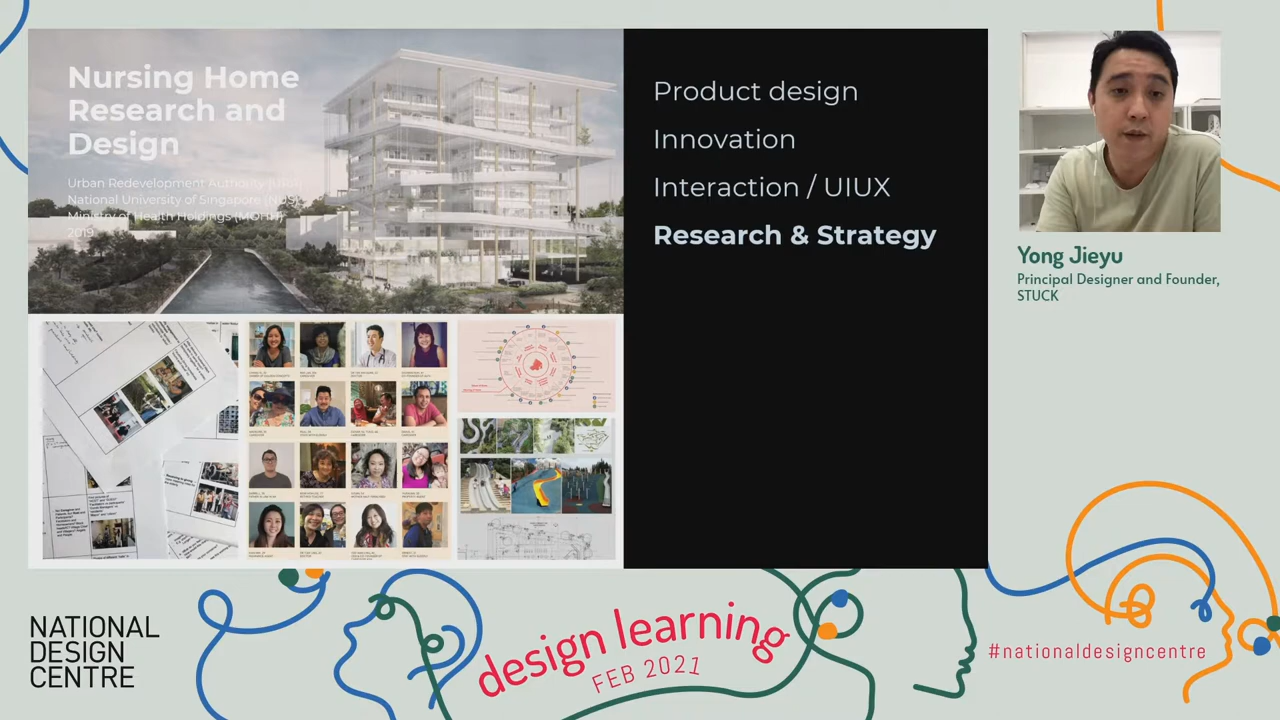 Nursing Home
Research and
Design
Urban Redevelopment Authority (URA)
National University of Singapore (NUS)
Ministry of Health Holdings (MOHH)
2019
Product design
Innovation
Interaction / UIUX
Research & Strategy
Yong Jieyu
Principal Designer and Founder,
STUCK
NATIONAL
DESIGN
CENTRE
design learning
FEB 2021
#nationaldesigncentre